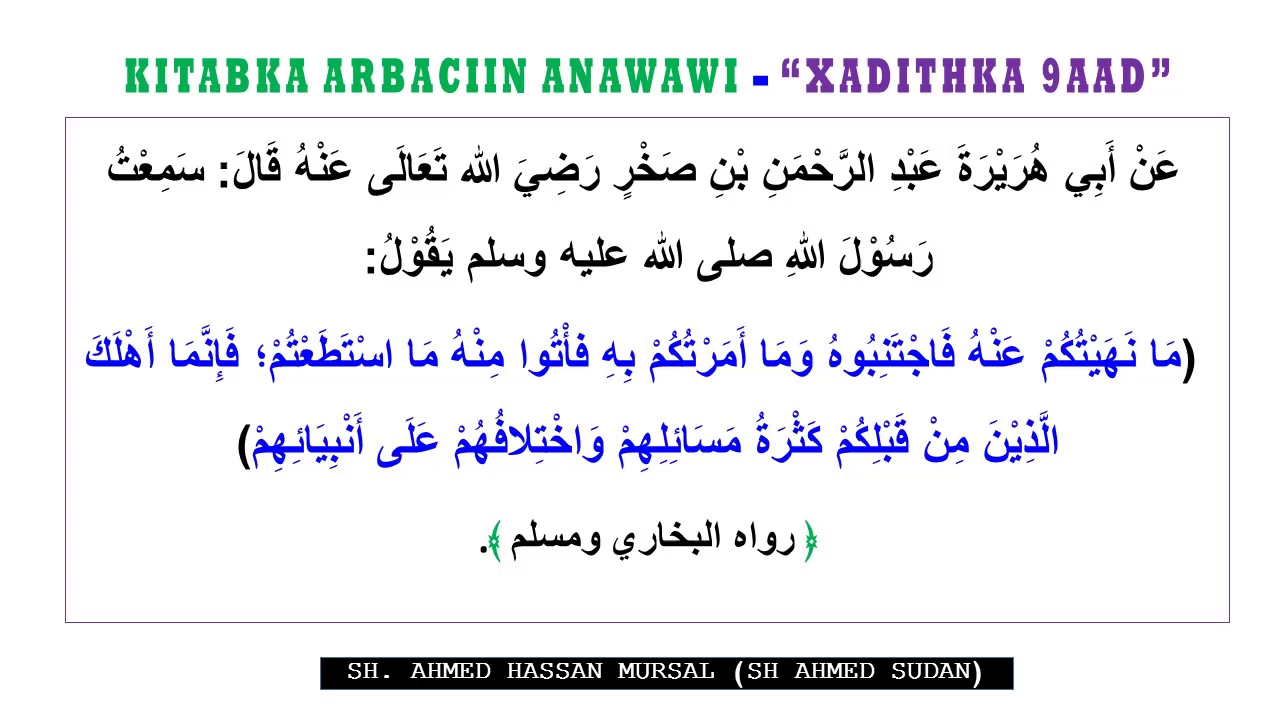 KITABKA ARBACIIN ANAWAWI - “XADITHKA 9AAD”
عَنْ أَبِي هُرَيْرَةَ عَبْدِ الرَّحْمَنِ بْنِ صَخْرٍ رَضِيَ الله تَعَالَى عَنْهُ قَالَ: سَمِعْتُ
رَسُوْلَ اللهِ صلى الله عليه وسلم يَقُوْلُ:
(مَا نَهَيْتُكُمْ عَنْهُ فَاجْتَنِبُوهُ وَمَا أَمَرْتُكُمْ بِهِ فأْتُوا مِنْهُ مَا اسْتَطَعْتُمْ؛ فَإِنَّمَا أَهْلَكَ
الَّذِيْنَ مِنْ قَبْلِكُمْ كَثْرَةُ مَسَائِلِهِمْ وَاخْتِلافُهُمْ عَلَى أَنْبِيَائِهِمْ)
﴿رواه البخاري ومسلم﴾.
SH. AHMED HASSAN MURSAL (SH AHMED SUDAN)